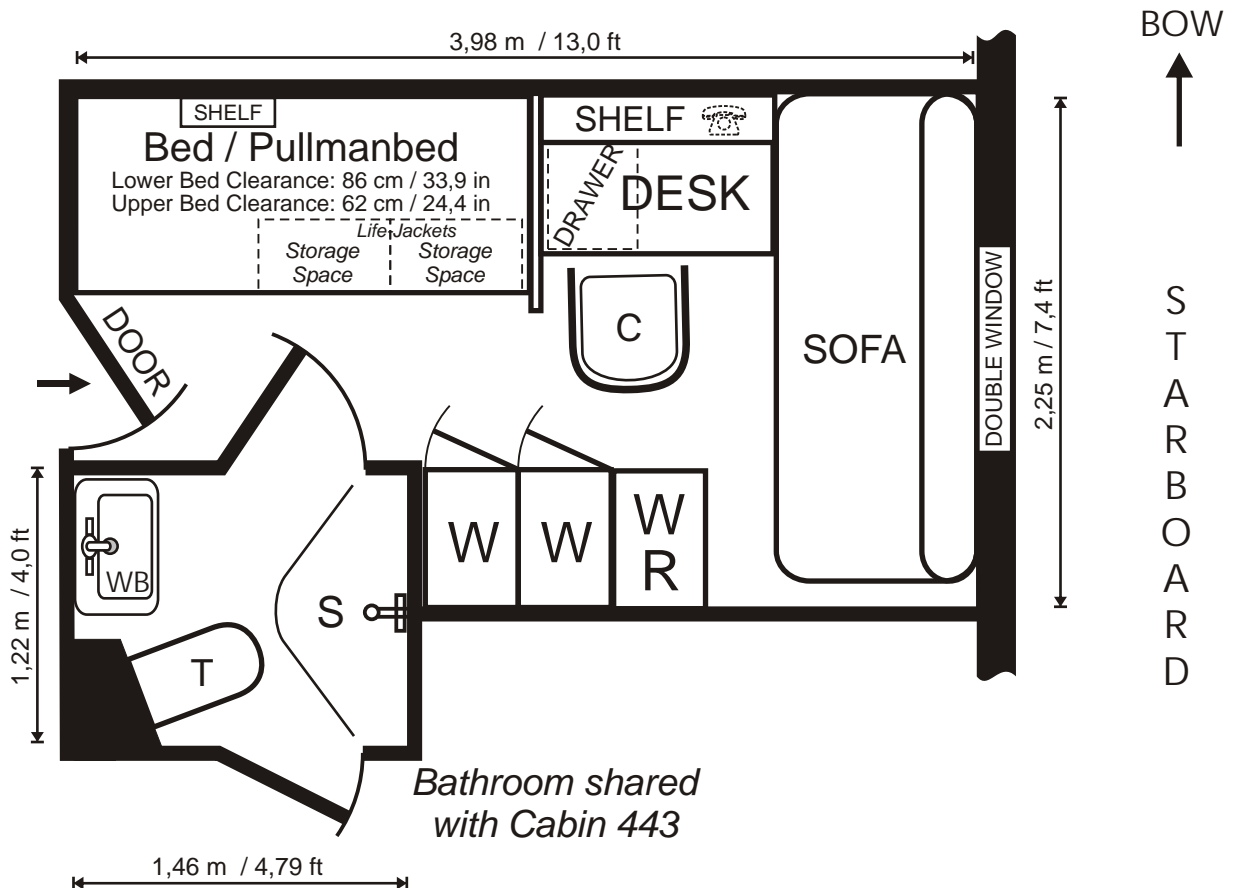 BOW
3,98 m / 13,0 ft
SHELF
Bed / Pullmanbed
Lower Bed Clearance: 86 cm / 33,9 in
Upper Bed Clearance: 62 cm / 24,4 in
Life-Jackets
Storage Space
Storage Space
SHELF
DRAWER
DESK
DOOR
C
SOFA
DOUBLE WINDOW
2,25 m / 7,4 ft
STARBOARD
W
W
WR
WB
S
T
1,22 m / 4,0 ft
Bathroom shared
with Cabin 443
1,46 m / 4,79 ft